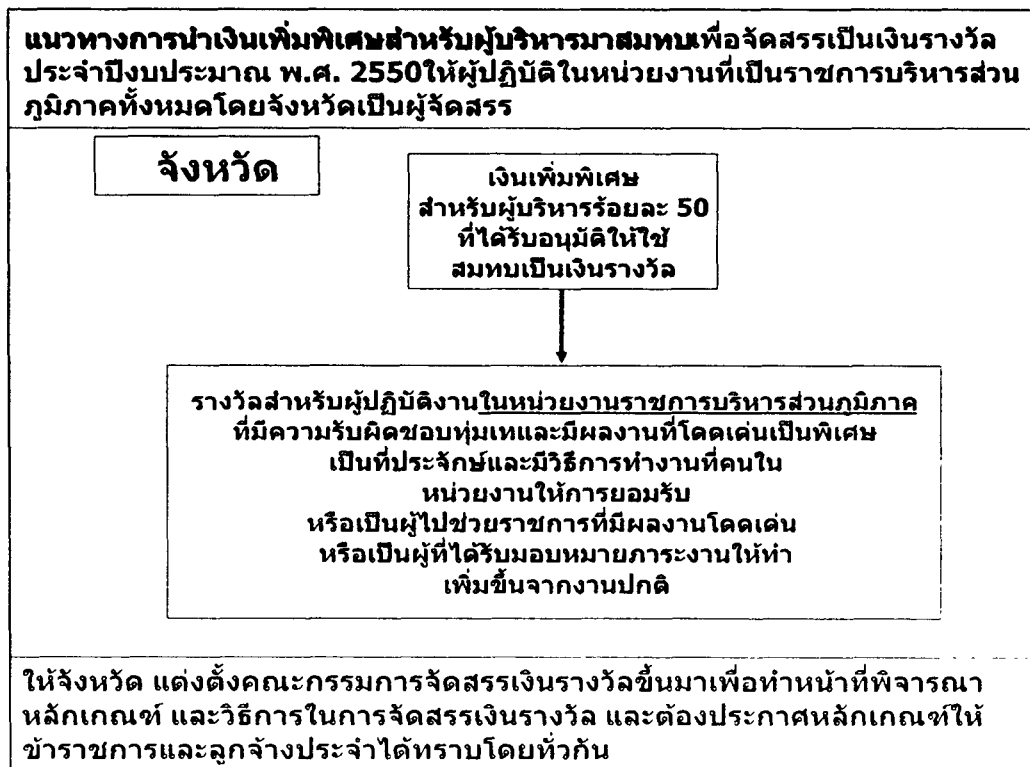 แนวทางการนำเงินเพิ่มพิเศษสำหรับผู้บริหารมาสมทบเพื่อจัดสรรเป็นเงินรางวัล
ประจำปีงบประมาณ พ.ศ. 2550ให้ผู้ปฏิบัติในหน่วยงานที่เป็นราชการบริหารส่วน
ภูมิภาคทั้งหมดโดยจังหวัดเป็นผู้จัดสรร
จังหวัด
เงินเพิ่มพิเศษ
สำหรับผู้บริหารร้อยละ 50
ที่ได้รับอนุมัติให้ใช้
สมทบเป็นเงินรางวัล
รางวัลสำหรับผู้ปฏิบัติงานในหน่วยงานราชการบริหารส่วนภูมิภาค
ที่มีความรับผิดชอบทุ่มเทและมีผลงานที่โดดเด่นเป็นพิเศษ
เป็นที่ประจักษ์และมีวิธีการทำงานที่คนใน
หน่วยงานให้การยอมรับ
หรือเป็นผู้ไปช่วยราชการที่มีผลงานโดดเด่น
หรือเป็นผู้ที่ได้รับมอบหมายภาระงานให้ทำ
เพิ่มขึ้นจากงานปกติ
ให้จังหวัด แต่งตั้งคณะกรรมการจัดสรรเงินรางวัลขึ้นมาเพื่อทำหน้าที่พิจารณา
หลักเกณฑ์ และวิธีการในการจัดสรรเงินรางวัล และต้องประกาศหลักเกณฑ์ให้
ข้าราชการและลูกจ้างประจำได้ทราบโดยทั่วกัน